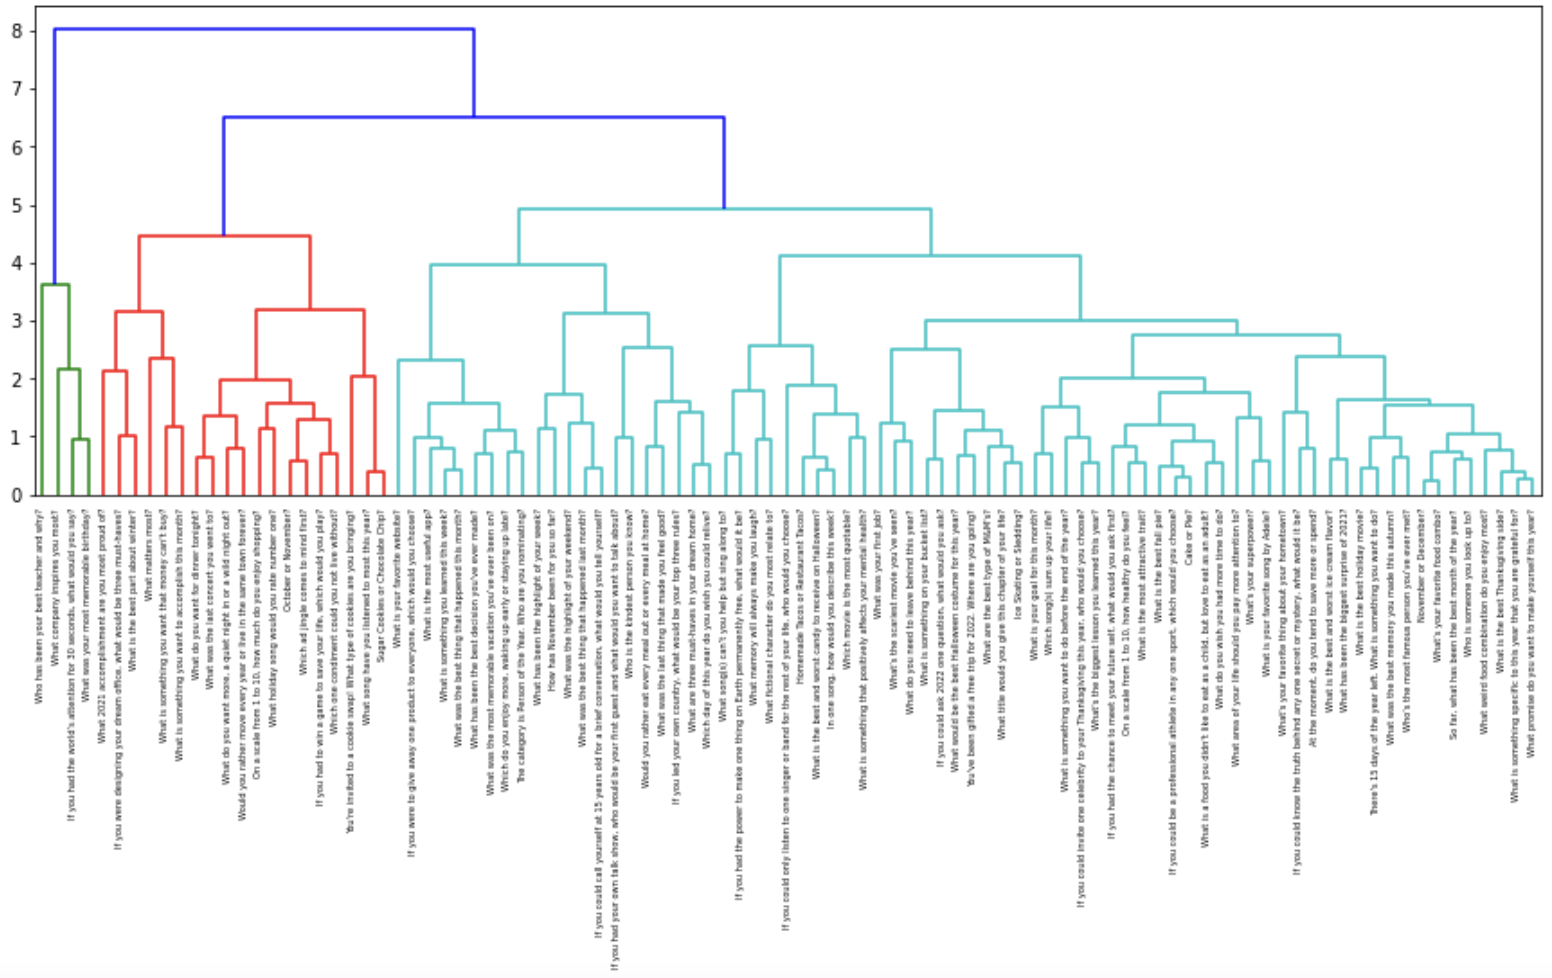 8
7
6
5
4
3
2
1
0
Who has been your best teacher and why?
What company inspires you most?
If you had the world's attention for 30 seconds, what would you say?
What was your most memorable birthday?
What 2021 accomplishment are you most proud of?
If you were designing your dream office, what would be three must-haves?
What is the best part about winter?
What matters most?
What is something you want that money can't buy?
What is something you want to accomplish this month?
What do you want for dinner tonight?
What was the last concert you went to?
What do you want more, a quiet night in or a wild night out?
Would you rather move every year or live in the same town forever?
On a scale from 1 to 10, how much do you enjoy shopping?
What holiday song would you rate number one?
October or November?
Which ad jingle comes to mind first?
If you had to win a game to save your life, which would you play?
Which one condiment could you not live without?
You're invited to a cookie swap! What type of cookies are you bringing?
What song have you listened to most this year?
Sugar Cookies or Chocolate Chip?
What is your favorite website?
If you were to give away one product to everyone, which would you choose?
What is the most useful app?
What is something you learned this week?
What was the best thing that happened this month?
What has been the best decision you've ever made?
What was the most memorable vacation you've ever been on?
Which do you enjoy more, waking up early or staying up late?
The category is Person of the Year. Who are you nominating?
What has been the highlight of your week?
How has November been for you so far?
What was the highlight of your weekend?
What was the best thing that happened last month?
If you could call yourself at 15 years old for a brief conversation, what would you tell yourself?
If you had your own talk show, who would be your first guest and what would you want to talk about?
Who is the kindest person you know?
Would you rather eat every meal out or every meal at home?
What was the last thing that made you feel good?
If you led your own country, what would be your top three rules?
What are three must-haves in your dream home?
Which day of this year do you wish you could relive?
What song(s) can't you help but sing along to?
If you had the power to make one thing on Earth permanently free, what would it be?
What memory will always make you laugh?
What fictional character do you most relate to?
If you could only listen to one singer or band for the rest of your life, who would you choose?
Homemade Tacos or Restaurant Tacos?
What is the best and worst candy to receive on Halloween?
In one song, how would you describe this week?
Which movie is the most quotable?
What is something that positively affects your mental health?
What was your first job?
What's the scariest movie you've seen?
What do you need to leave behind this year?
What is something on your bucket list?
If you could ask 2022 one question, what would you ask?
What would be the best Halloween costume for this year?
You've been gifted a free trip for 2022. Where are you going?
What are the best type of M&M's?
What title would you give this chapter of your life?
Ice Skating or Sledding?
What is your goal for this month?
Which song(s) sum up your life?
What is something you want to do before the end of the year?
If you could invite one celebrity to your Thanksgiving this year, who would you choose?
What's the biggest lesson you learned this year?
If you had the chance to meet your future self, what would you ask first?
On a scale from 1 to 10, how healthy do you feel?
What is the most attractive trait?
What is the best fall pie?
If you could be a professional athlete in any one sport, which would you choose?
Cake or Pie?
What is a food you didn't like to eat as a child, but love to eat as an adult?
What do you wish you had more time to do?
What area of your life should you pay more attention to?
What's your superpower?
What is your favorite song by Adele?
What's your favorite thing about your hometown?
If you could know the truth behind any one secret or mystery, what would it be?
At the moment, do you tend to save more or spend?
What is the best and worst ice cream flavor?
What has been the biggest surprise of 2021?
What is the best holiday movie?
There's 15 days of the year left. What is something you want to do?
What was the best memory you made this autumn?
Who's the most famous person you've ever met?
November or December?
What's your favorite food combo?
So far, what has been the best month of the year?
Who is someone you look up to?
What weird food combination do you enjoy most?
What is the best Thanksgiving side?
What is something specific to this year that you are grateful for?
What promise do you want to make yourself this year?